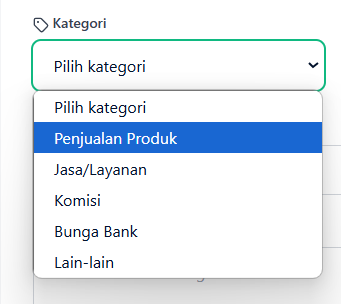 Kategori
Pilih kategori
Pilih kategori
Penjualan Produk
Jasa/Layanan
Komisi
Bunga Bank
Lain-lain